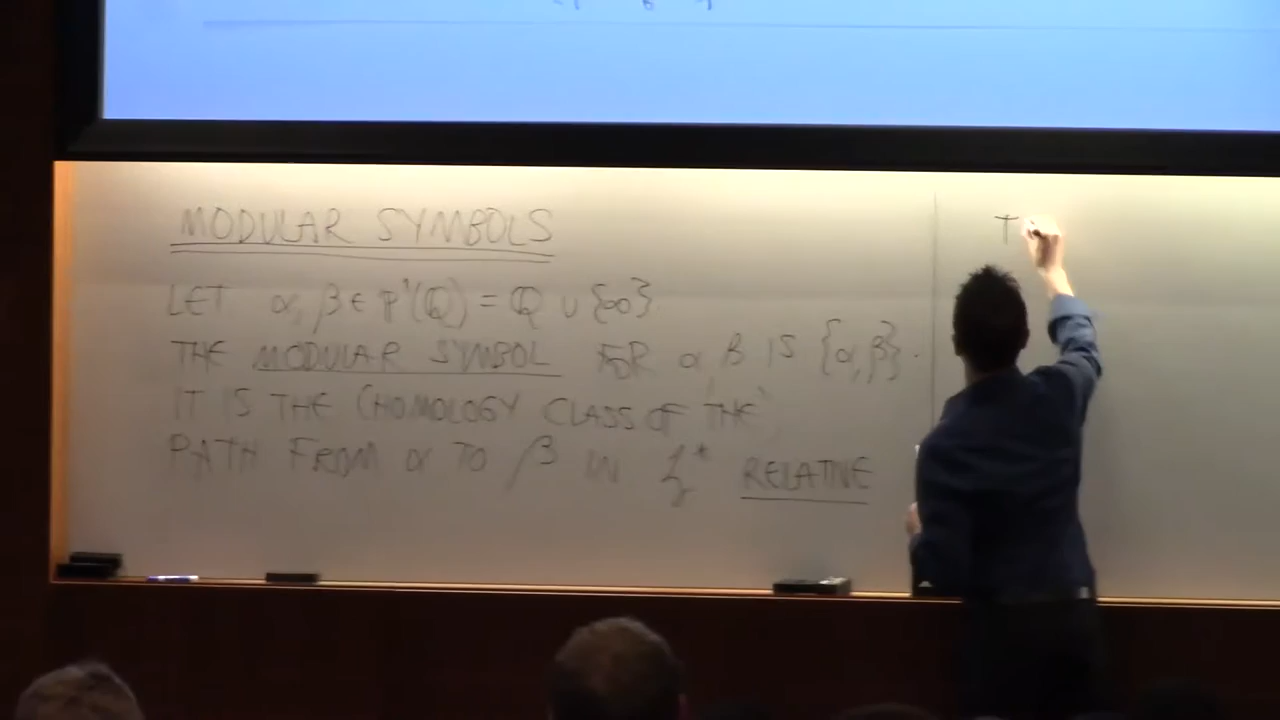 MODULAR SYMBOLS
LET α, β ∈ P'(Q) = Q ∪ {∞}
THE MODULAR SYMBOL FOR α, β IS {α, β}.
IT IS THE (HOMOLOGY CLASS OF THE)
PATH FROM α TO β IN 𝔥* RELATIVE
T